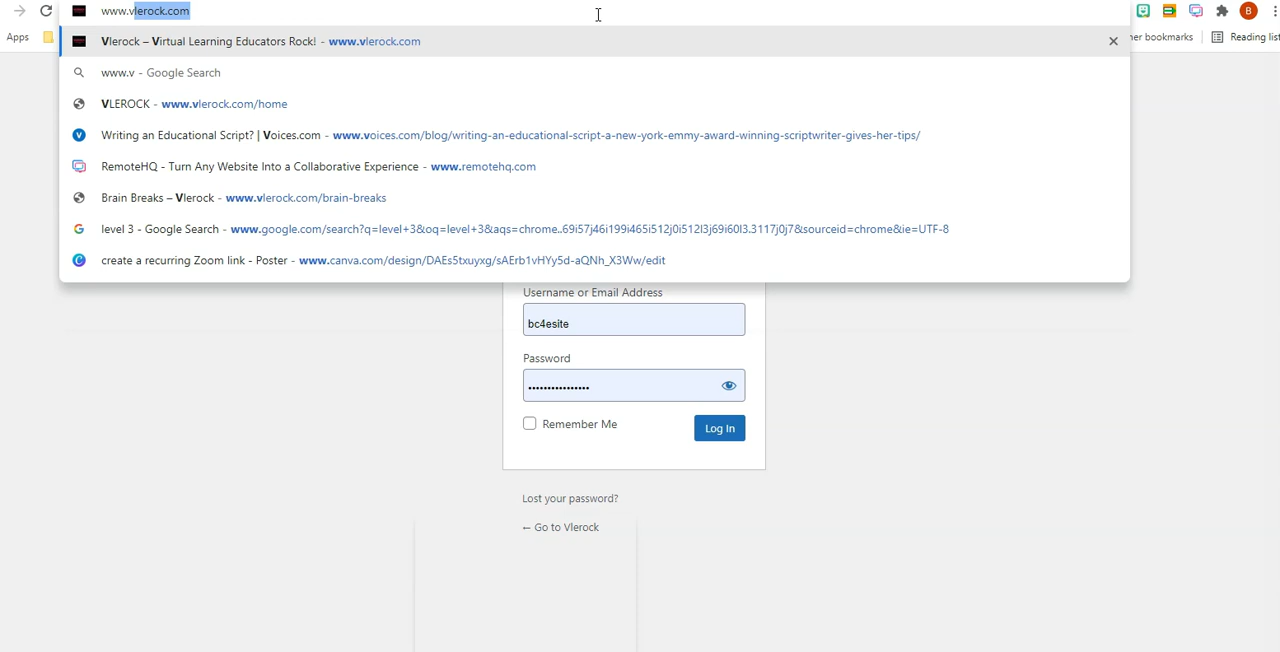 www.vlerock.com
Vlerock – Virtual Learning Educators Rock! - www.vlerock.com
Apps
er bookmarks
Reading list
B
www.v - Google Search
VLEROCK - www.vlerock.com/home
Writing an Educational Script? | Voices.com - www.voices.com/blog/writing-an-educational-script-a-new-york-emmy-award-winning-scriptwriter-gives-her-tips/
RemoteHQ - Turn Any Website Into a Collaborative Experience - www.remotehq.com
Brain Breaks – Vlerock - www.vlerock.com/brain-breaks
level 3 - Google Search - www.google.com/search?q=level+3&oq=level+3&aqs=chrome..69i57j46i199i465i512j0i512l3j69i60l3.3117j0j7&sourceid=chrome&ie=UTF-8
create a recurring Zoom link - Poster - www.canva.com/design/DAEs5txuyxg/sAErb1vHYy5d-aQNh_X3Ww/edit
Username or Email Address
bc4esite
Password
••••••••••••••••
Remember Me
Log In
Lost your password?
← Go to Vlerock